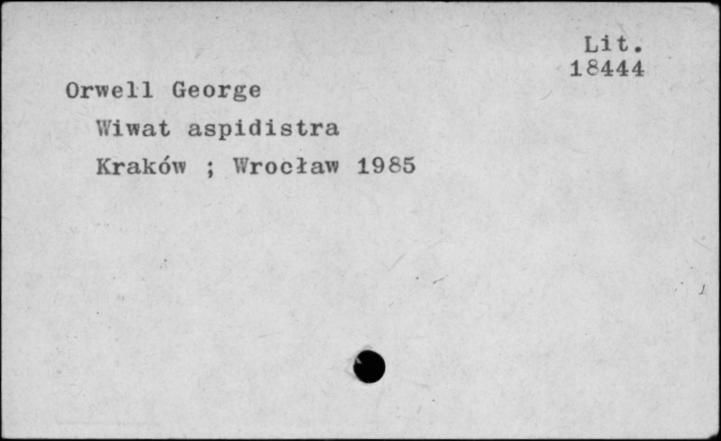 Lit.
18444
Orwell George
Wiwat aspidistra
Kraków ; Wrocław 1985